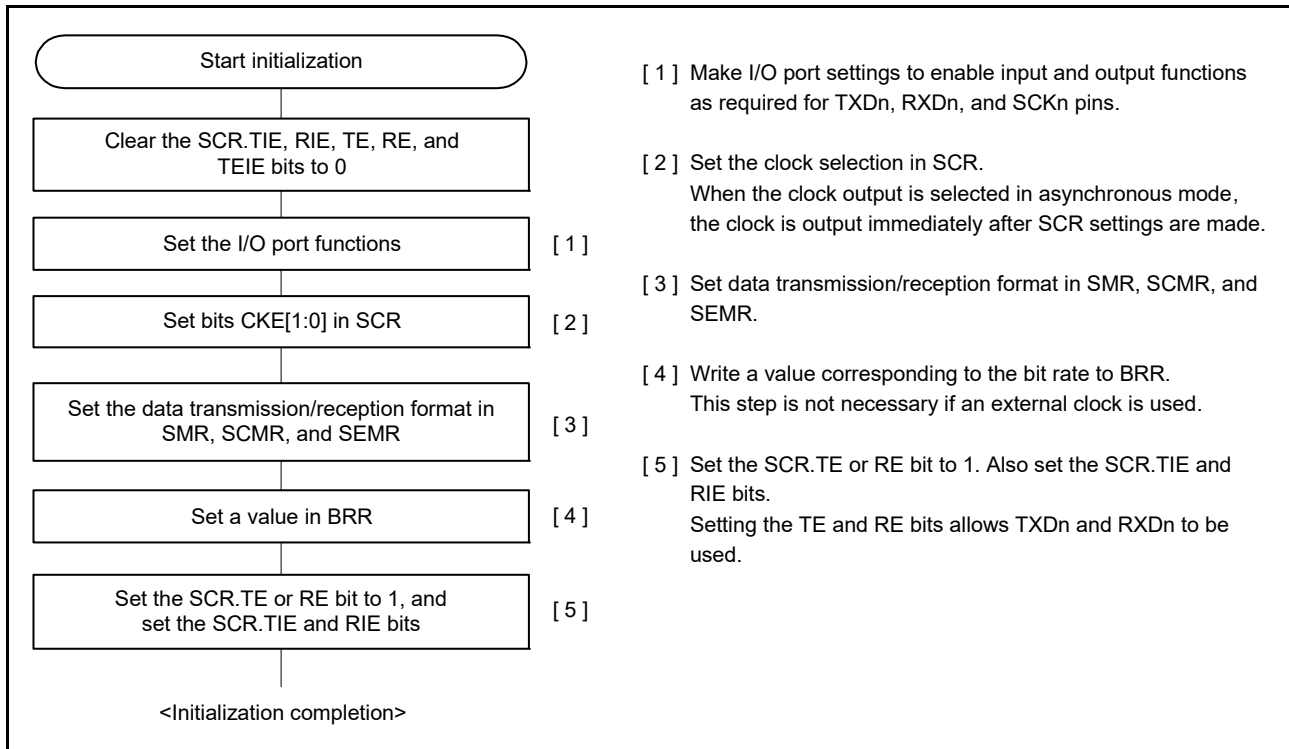 Start initialization
Clear the SCR.TIE, RIE, TE, RE, and
TEIE bits to 0
Set the I/O port functions
[ 1 ]
Set bits CKE[1:0] in SCR
[ 2 ]
Set the data transmission/reception format in
SMR, SCMR, and SEMR
[ 3 ]
Set a value in BRR
[ 4 ]
Set the SCR.TE or RE bit to 1, and
set the SCR.TIE and RIE bits
[ 5 ]
<Initialization completion>
[ 1 ] Make I/O port settings to enable input and output functions
as required for TXDn, RXDn, and SCKn pins.
[ 2 ] Set the clock selection in SCR.
When the clock output is selected in asynchronous mode,
the clock is output immediately after SCR settings are made.
[ 3 ] Set data transmission/reception format in SMR, SCMR, and
SEMR.
[ 4 ] Write a value corresponding to the bit rate to BRR.
This step is not necessary if an external clock is used.
[ 5 ] Set the SCR.TE or RE bit to 1. Also set the SCR.TIE and
RIE bits.
Setting the TE and RE bits allows TXDn and RXDn to be
used.